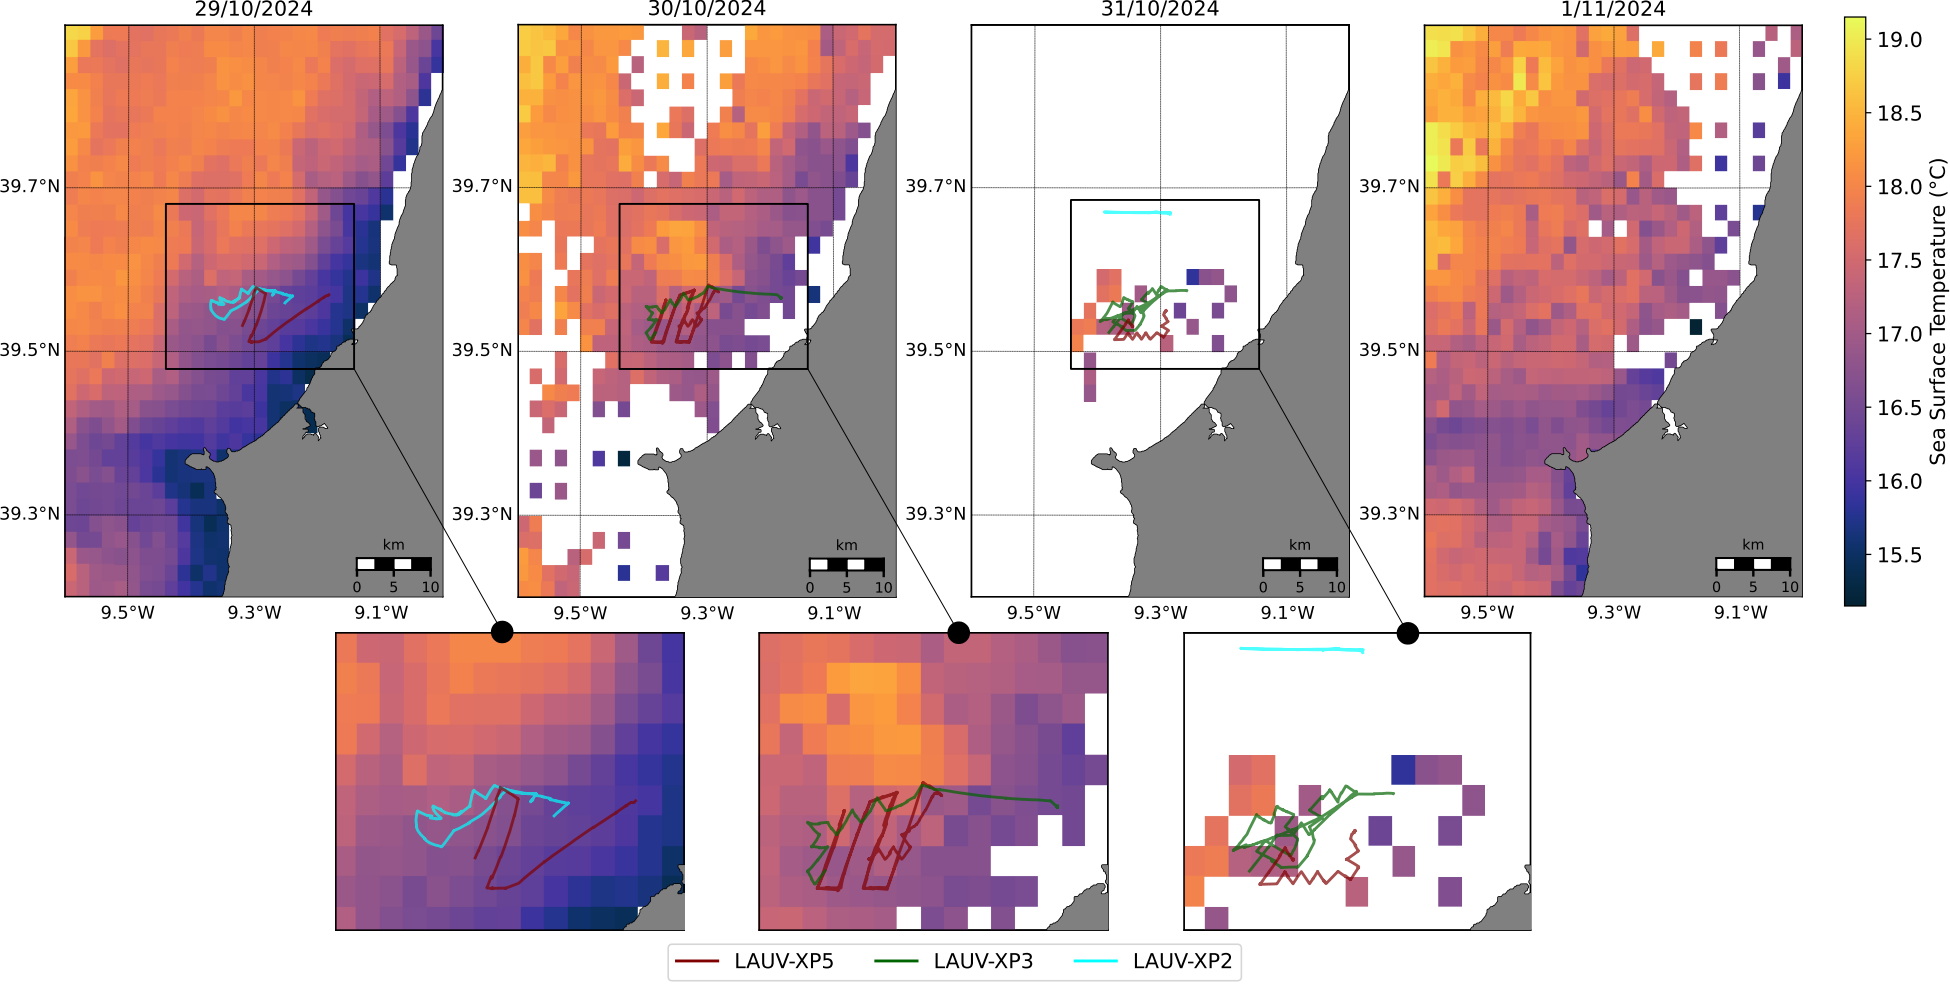 29/10/2024 30/10/2024 31/10/2024 1/11/2024
39.7°N 39.7°N 39.7°N 39.7°N
39.5°N 39.5°N 39.5°N 39.5°N
39.3°N 39.3°N 39.3°N 39.3°N
km km km km
0 5 10 0 5 10 0 5 10 0 5 10
9.5°W 9.3°W 9.1°W 9.5°W 9.3°W 9.1°W 9.5°W 9.3°W 9.1°W 9.5°W 9.3°W 9.1°W
19.0
18.5
18.0
17.5
17.0
16.5
16.0
15.5
Sea Surface Temperature (°C)
LAUV-XP5 LAUV-XP3 LAUV-XP2